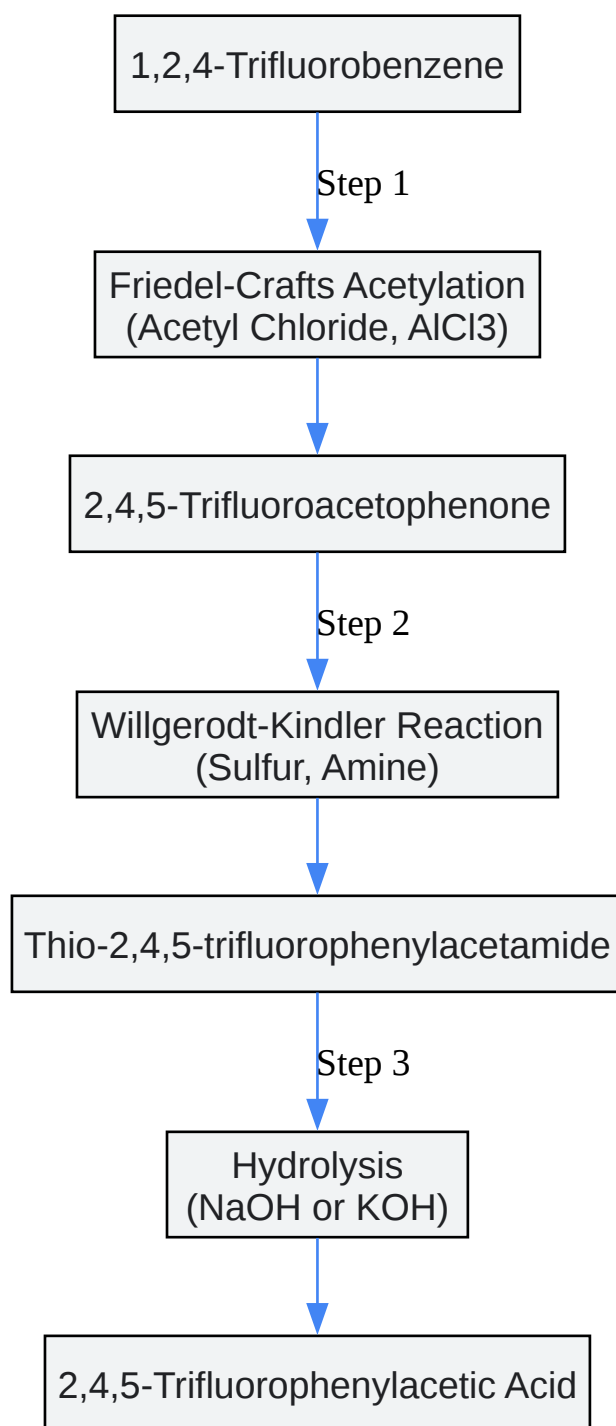 1,2,4-Trifluorobenzene
Step 1
Friedel-Crafts Acetylation
(Acetyl Chloride, AlCl3)
2,4,5-Trifluoroacetophenone
Step 2
Willgerodt-Kindler Reaction
(Sulfur, Amine)
Thio-2,4,5-trifluorophenylacetamide
Step 3
Hydrolysis
(NaOH or KOH)
2,4,5-Trifluorophenylacetic Acid